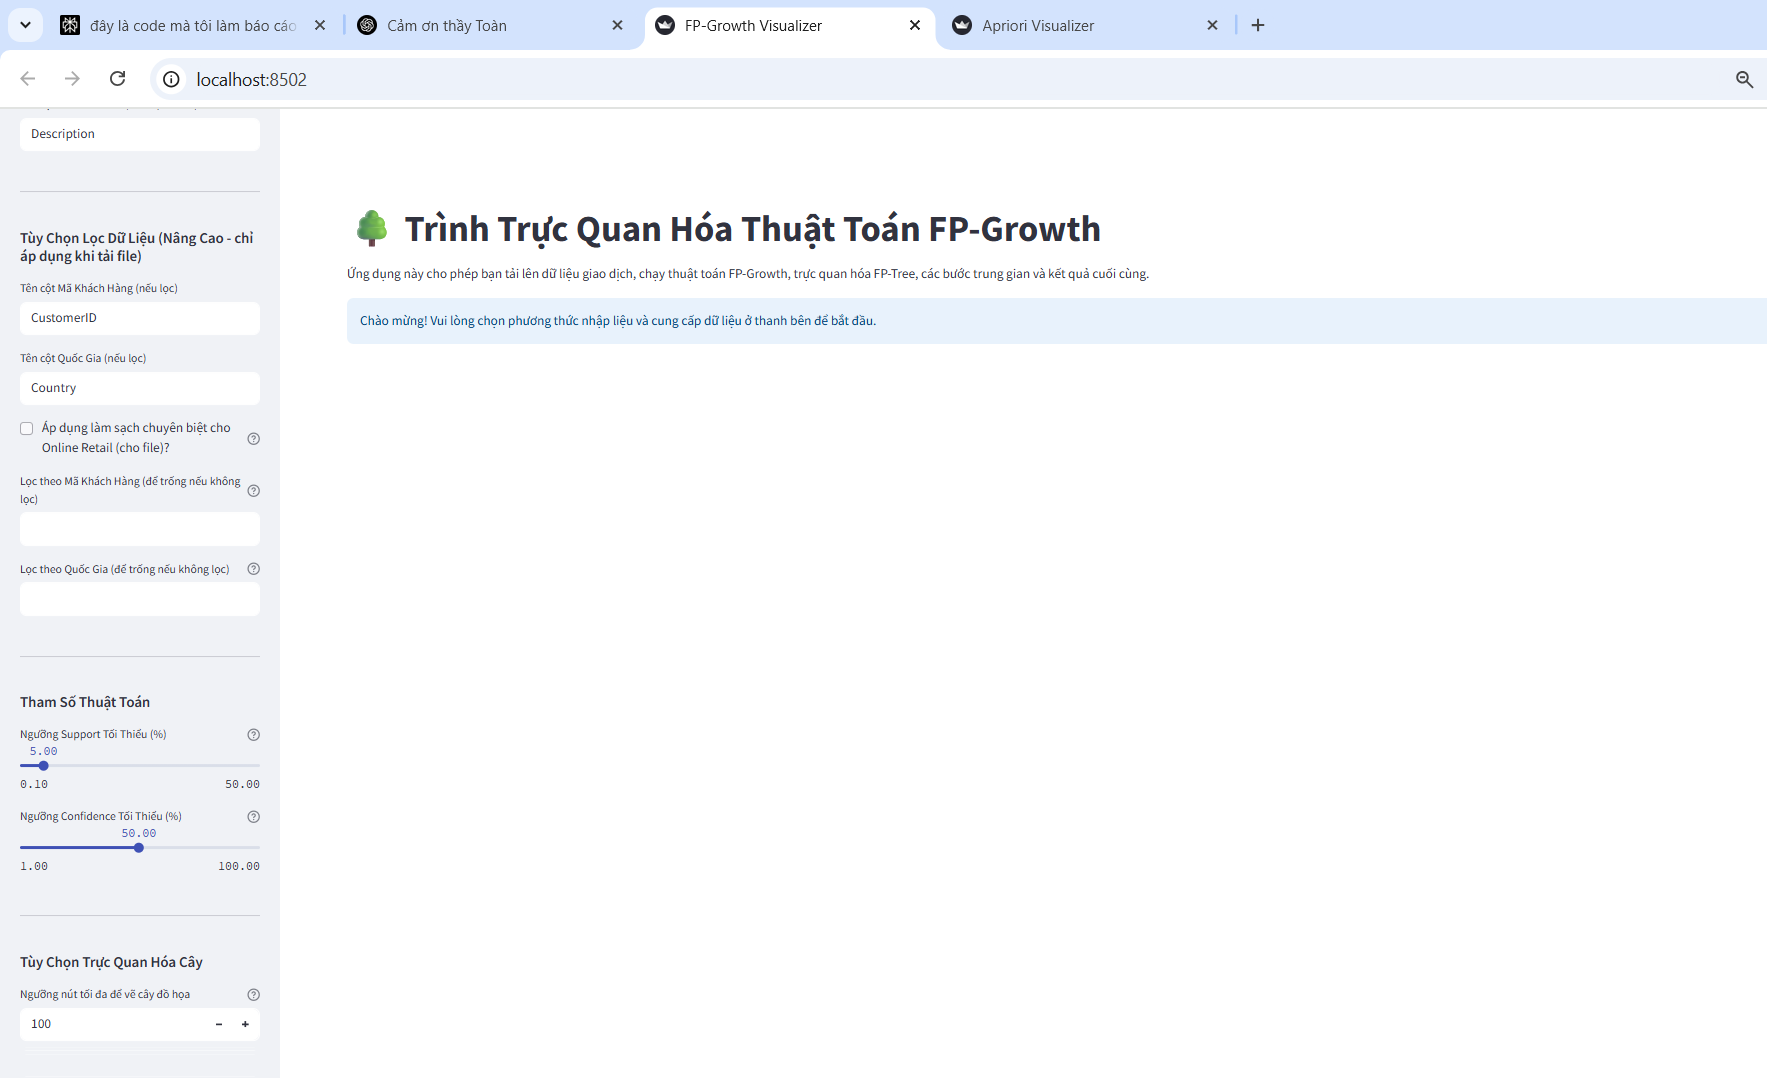 đây là code mà tôi làm báo cáo
Cảm ơn thầy Toàn
FP-Growth Visualizer
Apriori Visualizer
localhost:8502
Description
Tùy Chọn Lọc Dữ Liệu (Nâng Cao - chỉ
áp dụng khi tải file)
Tên cột Mã Khách Hàng (nếu lọc)
CustomerID
Tên cột Quốc Gia (nếu lọc)
Country
Áp dụng làm sạch chuyên biệt cho
Online Retail (cho file)?
Lọc theo Mã Khách Hàng (để trống nếu không
lọc)
Lọc theo Quốc Gia (để trống nếu không lọc)
Tham Số Thuật Toán
Ngưỡng Support Tối Thiểu (%)
5.00
0.10 50.00
Ngưỡng Confidence Tối Thiểu (%)
50.00
1.00 100.00
Tùy Chọn Trực Quan Hóa Cây
Ngưỡng nút tối đa để vẽ cây đồ họa
100
Trình Trực Quan Hóa Thuật Toán FP-Growth
Ứng dụng này cho phép bạn tải lên dữ liệu giao dịch, chạy thuật toán FP-Growth, trực quan hóa FP-Tree, các bước trung gian và kết quả cuối cùng.
Chào mừng! Vui lòng chọn phương thức nhập liệu và cung cấp dữ liệu ở thanh bên để bắt đầu.